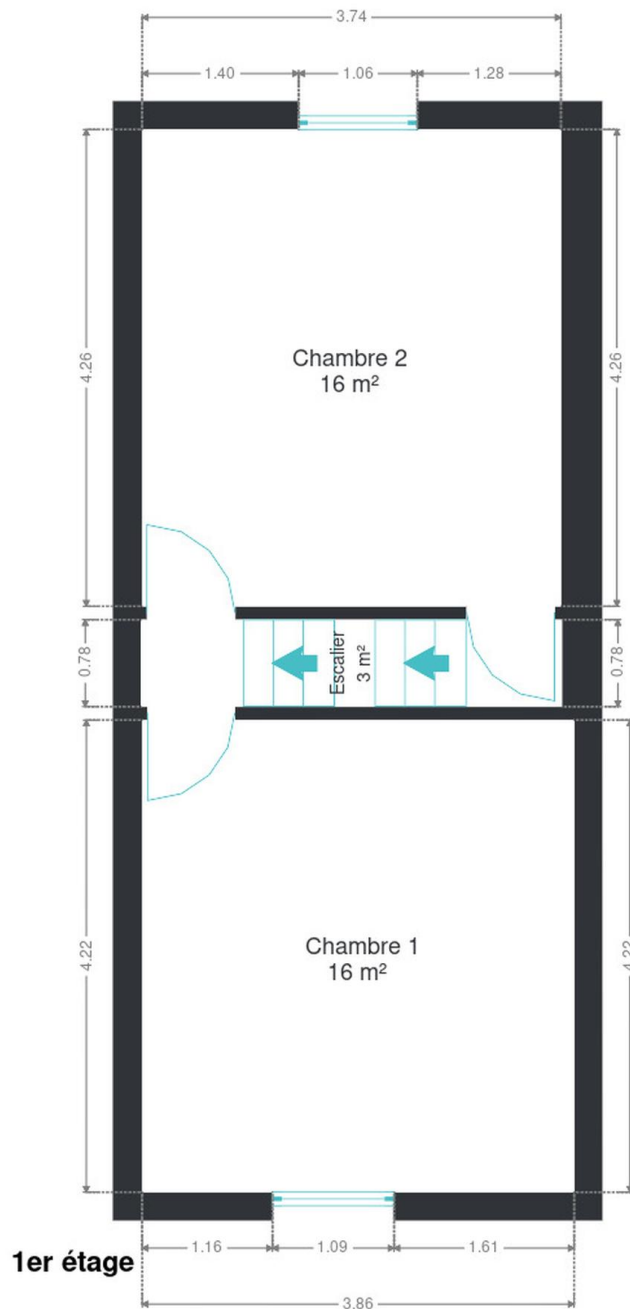 3.74
1.40 1.06 1.28
4.26
4.26
Chambre 2
16 m²
0.78
Escalier
3 m²
0.78
4.22
4.22
Chambre 1
16 m²
1er étage
1.16 1.09 1.61
3.86